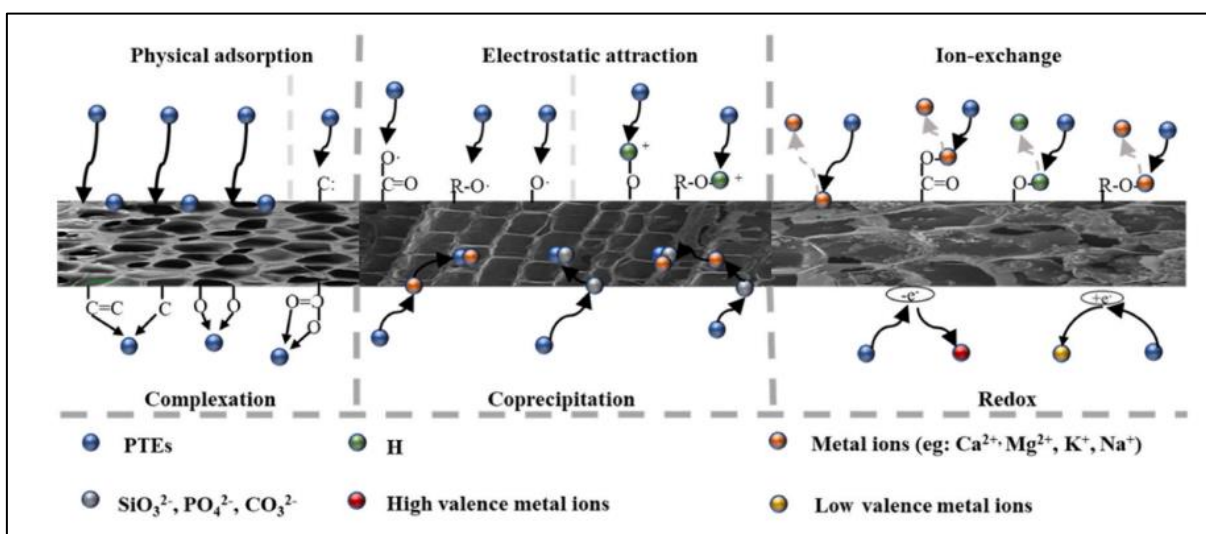 Physical adsorption
Electrostatic attraction
Ion-exchange
C:
O·
C=O
R-O·
O·
+
O
R-O-
+
O-
C=O
O-
R-O-
C=C
C
O
O
O=C
O
-e·
+e·
Complexation
Coprecipitation
Redox
PTEs
H
Metal ions (eg: Ca²⁺, Mg²⁺, K⁺, Na⁺)
SiO₃²⁻, PO₄²⁻, CO₃²⁻
High valence metal ions
Low valence metal ions